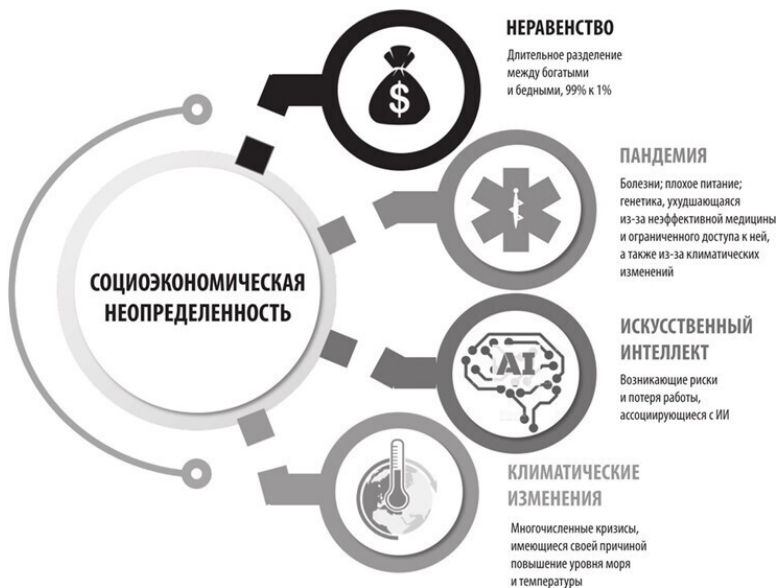 НЕРАВЕНСТВО
Длительное разделение
между богатыми
и бедными, 99% к 1%
$
ПАНДЕМИЯ
Болезни; плохое питание;
генетика, ухудшающаяся
из-за неэффективной медицины
и ограниченного доступа к ней,
а также из-за климатических
изменений
СОЦИОЭКОНОМИЧЕСКАЯ
НЕОПРЕДЕЛЕННОСТЬ
ИСКУССТВЕННЫЙ
ИНТЕЛЛЕКТ
Возникающие риски
и потеря работы,
ассоциирующиеся с ИИ
AI
КЛИМАТИЧЕСКИЕ
ИЗМЕНЕНИЯ
Многочисленные кризисы,
имеющиеся своей причиной
повышение уровня моря
и температуры